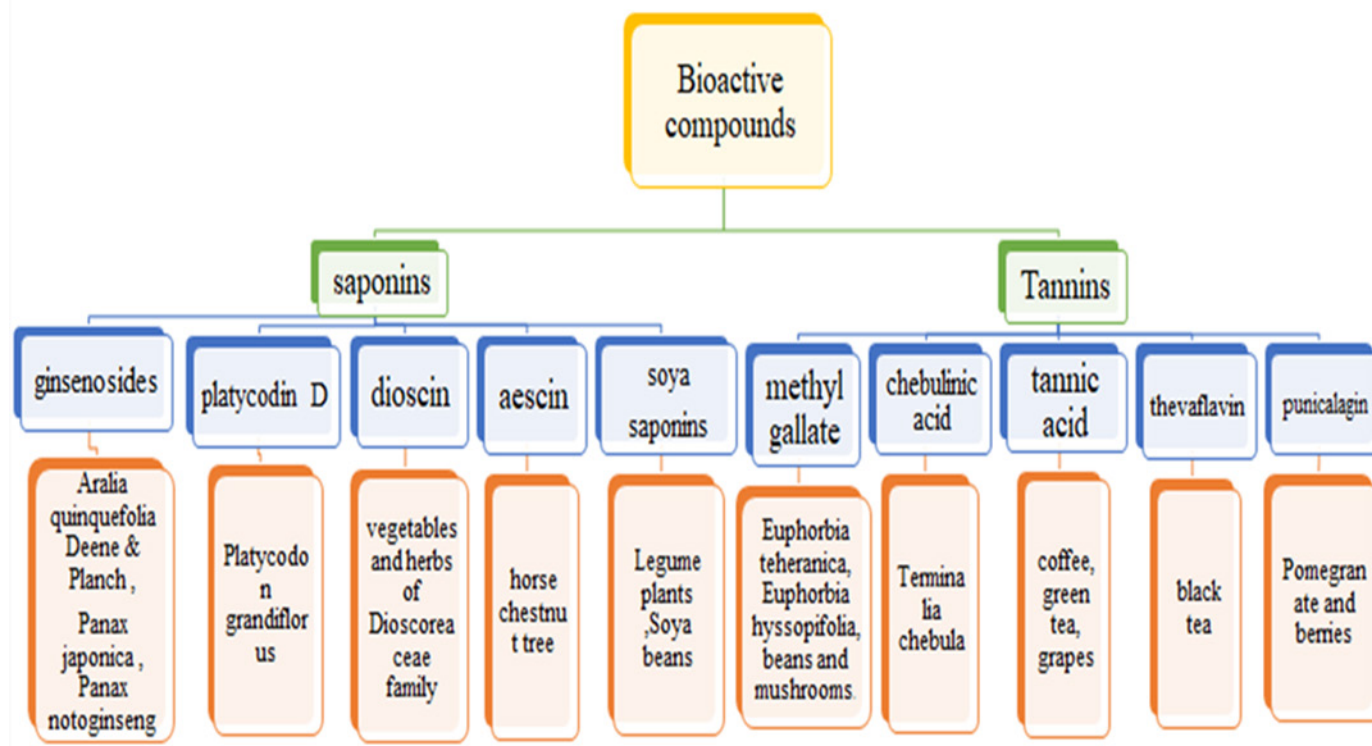 Bioactive
compounds
saponins
Tannins
ginsenosides
platycodin D
dioscin
aescin
soya
saponins
methyl
gallate
chebulinic
acid
tannic
acid
thevaflavin
punicalagin
Aralia
quinquefolia
Deene &
Planch ,
Panax
japonica ,
Panax
notoginseng
Platycodo
n
grandiflor
us
vegetables
and herbs
of
Dioscorea
ceae
family
horse
chestnu
t tree
Legume
plants
,Soya
beans
Euphorbia
teheranica,
Euphorbia
hyssopifolia,
beans and
mushrooms.
Termina
lia
chebula
coffee,
green
tea,
grapes
black
tea
Pomegran
ate and
berries